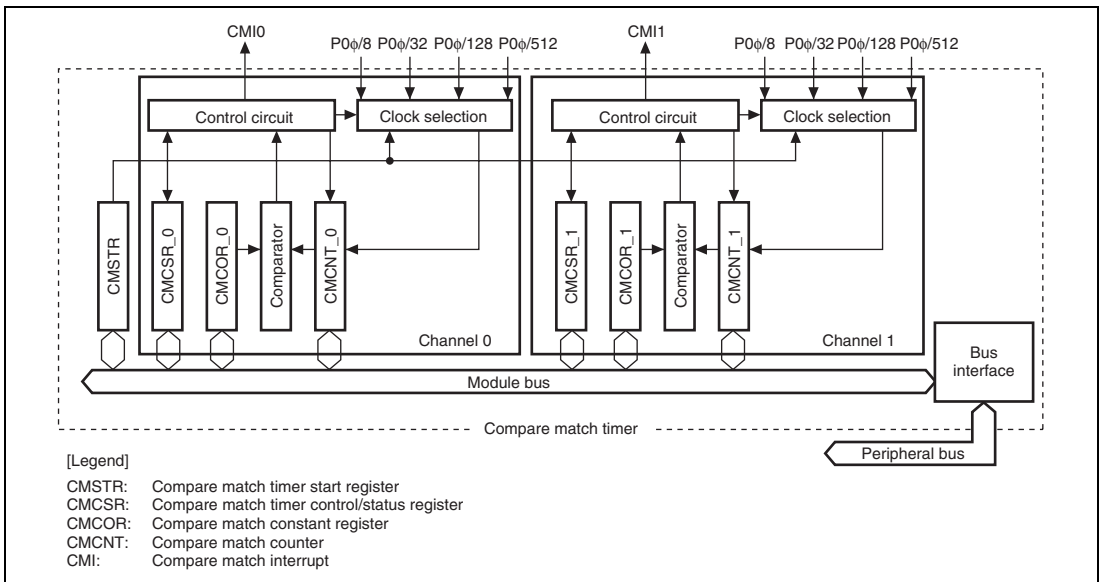 CMI0
P0ϕ/8 P0ϕ/32 P0ϕ/128 P0ϕ/512
CMI1
P0ϕ/8 P0ϕ/32 P0ϕ/128 P0ϕ/512
Control circuit
Clock selection
Control circuit
Clock selection
CMSTR
CMCSR_0
CMCOR_0
Comparator
CMCNT_0
CMCSR_1
CMCOR_1
Comparator
CMCNT_1
Channel 0
Channel 1
Bus
interface
Module bus
Compare match timer
Peripheral bus
[Legend]
CMSTR: Compare match timer start register
CMCSR: Compare match timer control/status register
CMCOR: Compare match constant register
CMCNT: Compare match counter
CMI: Compare match interrupt